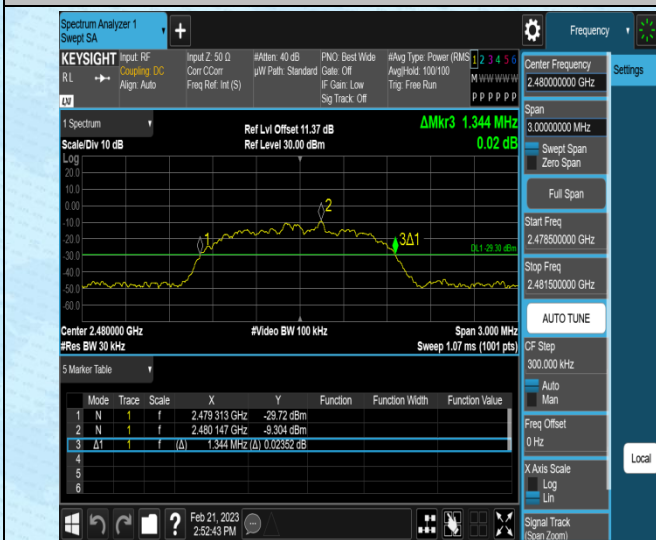 Spectrum Analyzer 1
Swept SA
+
Frequency
KEYSIGHT
RL
LXI
Input: RF
Coupling: DC
Align: Auto
Input Z: 50 Ω
Corr CCorr
Freq Ref: Int (S)
#Atten: 40 dB
µW Path: Standard
PNO: Best Wide
Gate: Off
IF Gain: Low
Sig Track: Off
#Avg Type: Power (RMS
Avg|Hold: 100/100
Trig: Free Run
1 2 3 4 5 6
M W W W W W
P P P P P P
1 Spectrum
Scale/Div 10 dB
Ref Lvl Offset 11.37 dB
Ref Level 30.00 dBm
ΔMkr3 1.344 MHz
0.02 dB
Log
20.0
10.0
0.00
-10.0
-20.0
-30.0
-40.0
-50.0
-60.0
1
2
3Δ1
DL1 -29.30 dBm
Center 2.480000 GHz
#Res BW 30 kHz
#Video BW 100 kHz
Span 3.000 MHz
Sweep 1.07 ms (1001 pts)
5 Marker Table
Mode Trace Scale X Y Function Function Width Function Value
1 N 1 f 2.479 313 GHz -29.72 dBm
2 N 1 f 2.480 147 GHz -9.304 dBm
3 Δ1 1 f (Δ) 1.344 MHz (Δ) 0.02352 dB
4
5
6
?
Feb 21, 2023
2:52:43 PM
Center Frequency
2.480000000 GHz
Settings
Span
3.00000000 MHz
Swept Span
Zero Span
Full Span
Start Freq
2.478500000 GHz
Stop Freq
2.481500000 GHz
AUTO TUNE
CF Step
300.000 kHz
Auto
Man
Freq Offset
0 Hz
Local
X Axis Scale
Log
Lin
Signal Track
(Span Zoom)